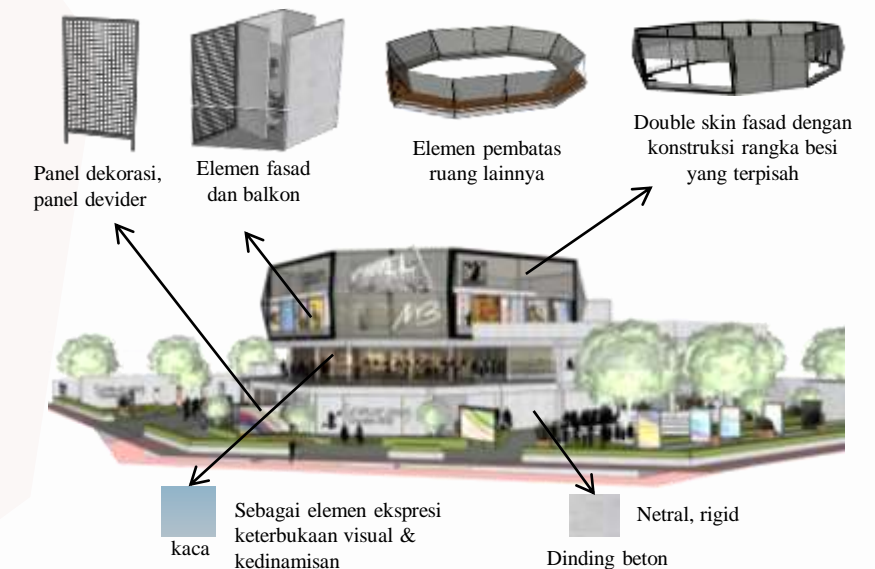 Panel dekorasi,
panel devider
Elemen fasad
dan balkon
Elemen pembatas
ruang lainnya
Double skin fasad dengan
konstruksi rangka besi
yang terpisah
kaca
Sebagai elemen ekspresi
keterbukaan visual &
kedinamisan
Netral, rigid
Dinding beton